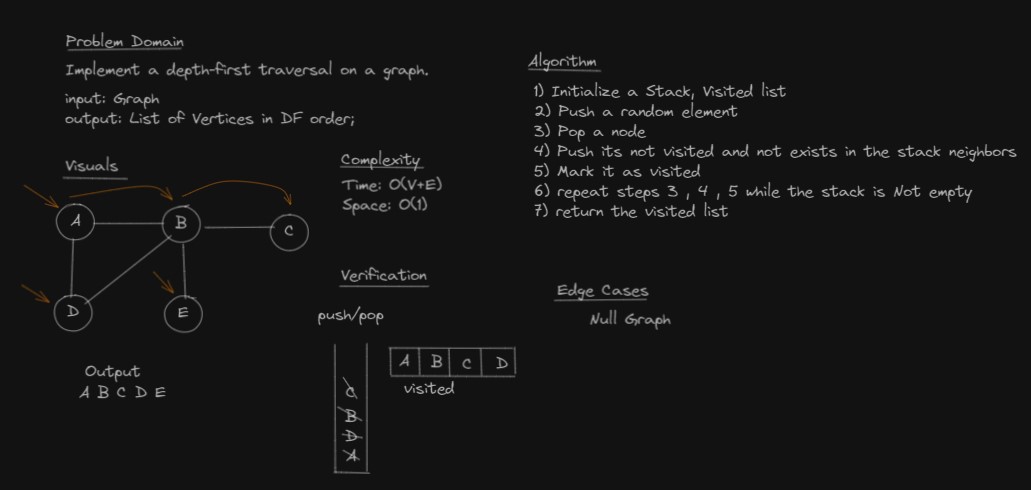 Problem Domain
Implement a depth-first traversal on a graph.
input: Graph
output: List of Vertices in DF order;
Visuals
A
B
C
D
E
Output
A B C D E
Complexity
Time: O(V+E)
Space: O(1)
Verification
push/pop
C
B
D
A
A B C D
visited
Algorithm
1) Initialize a Stack, Visited list
2) Push a random element
3) Pop a node
4) Push its not visited and not exists in the stack neighbors
5) Mark it as visited
6) repeat steps 3 , 4 , 5 while the stack is Not empty
7) return the visited list
Edge Cases
Null Graph